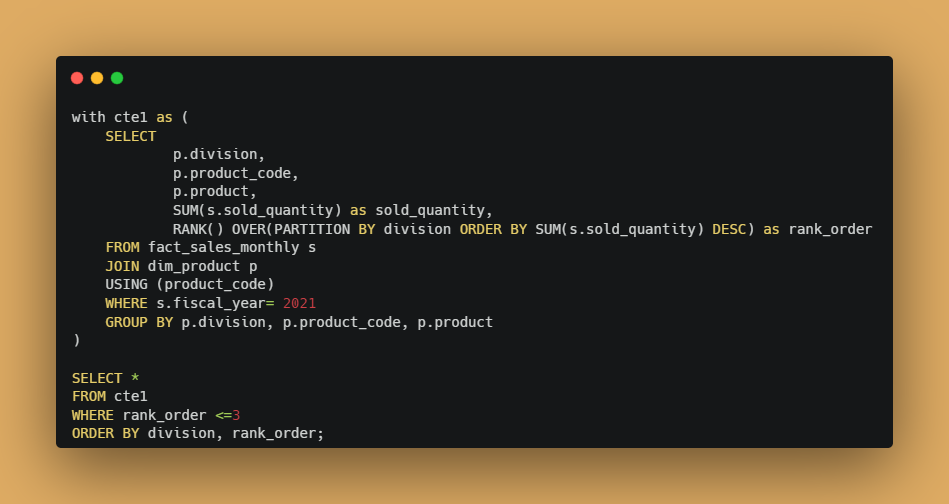 with cte1 as (
    SELECT
            p.division,
            p.product_code,
            p.product,
            SUM(s.sold_quantity) as sold_quantity,
            RANK() OVER(PARTITION BY division ORDER BY SUM(s.sold_quantity) DESC) as rank_order
    FROM fact_sales_monthly s
    JOIN dim_product p
    USING (product_code)
    WHERE s.fiscal_year= 2021
    GROUP BY p.division, p.product_code, p.product
)

SELECT *
FROM cte1
WHERE rank_order <=3
ORDER BY division, rank_order;